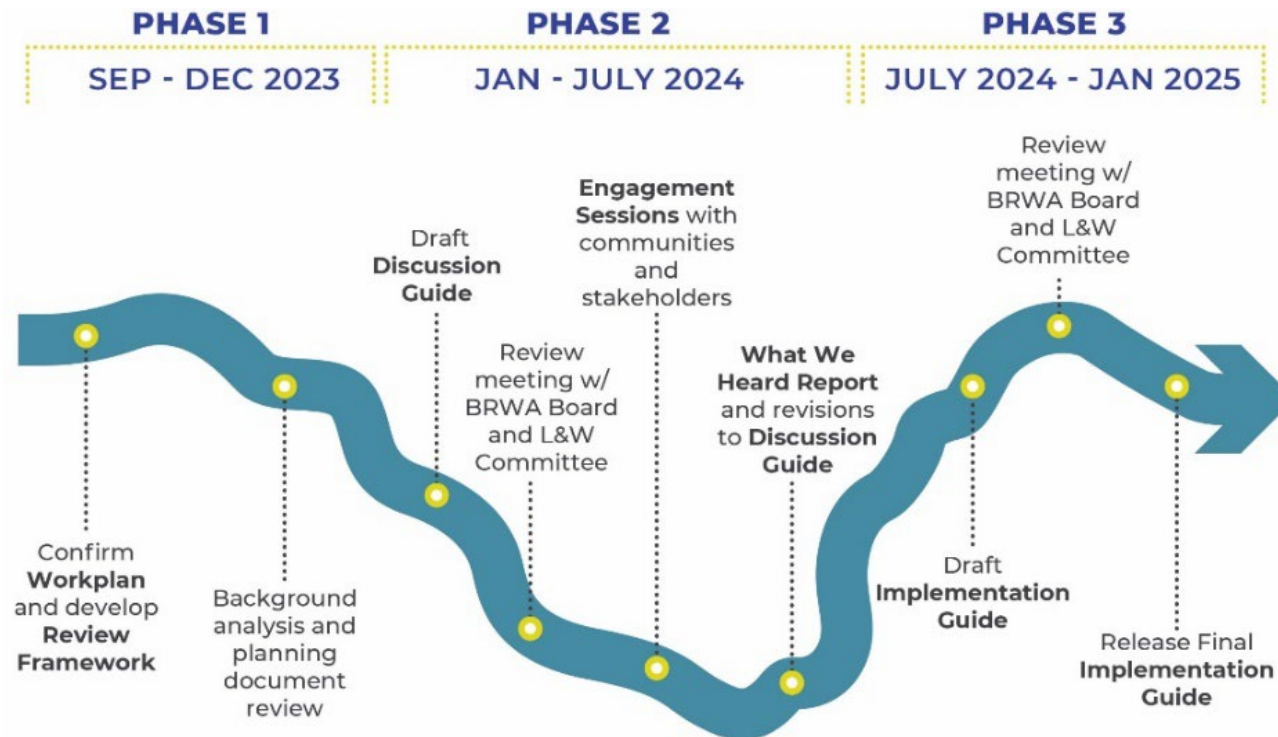 PHASE 1
SEP - DEC 2023
PHASE 2
JAN - JULY 2024
PHASE 3
JULY 2024 - JAN 2025
Confirm
Workplan
and develop
Review
Framework
Background
analysis and
planning
document
review
Draft
Discussion
Guide
Review
meeting w/
BRWA Board
and L&W
Committee
Engagement
Sessions with
communities
and
stakeholders
What We
Heard Report
and revisions
to Discussion
Guide
Draft
Implementation
Guide
Review
meeting w/
BRWA Board
and L&W
Committee
Release Final
Implementation
Guide